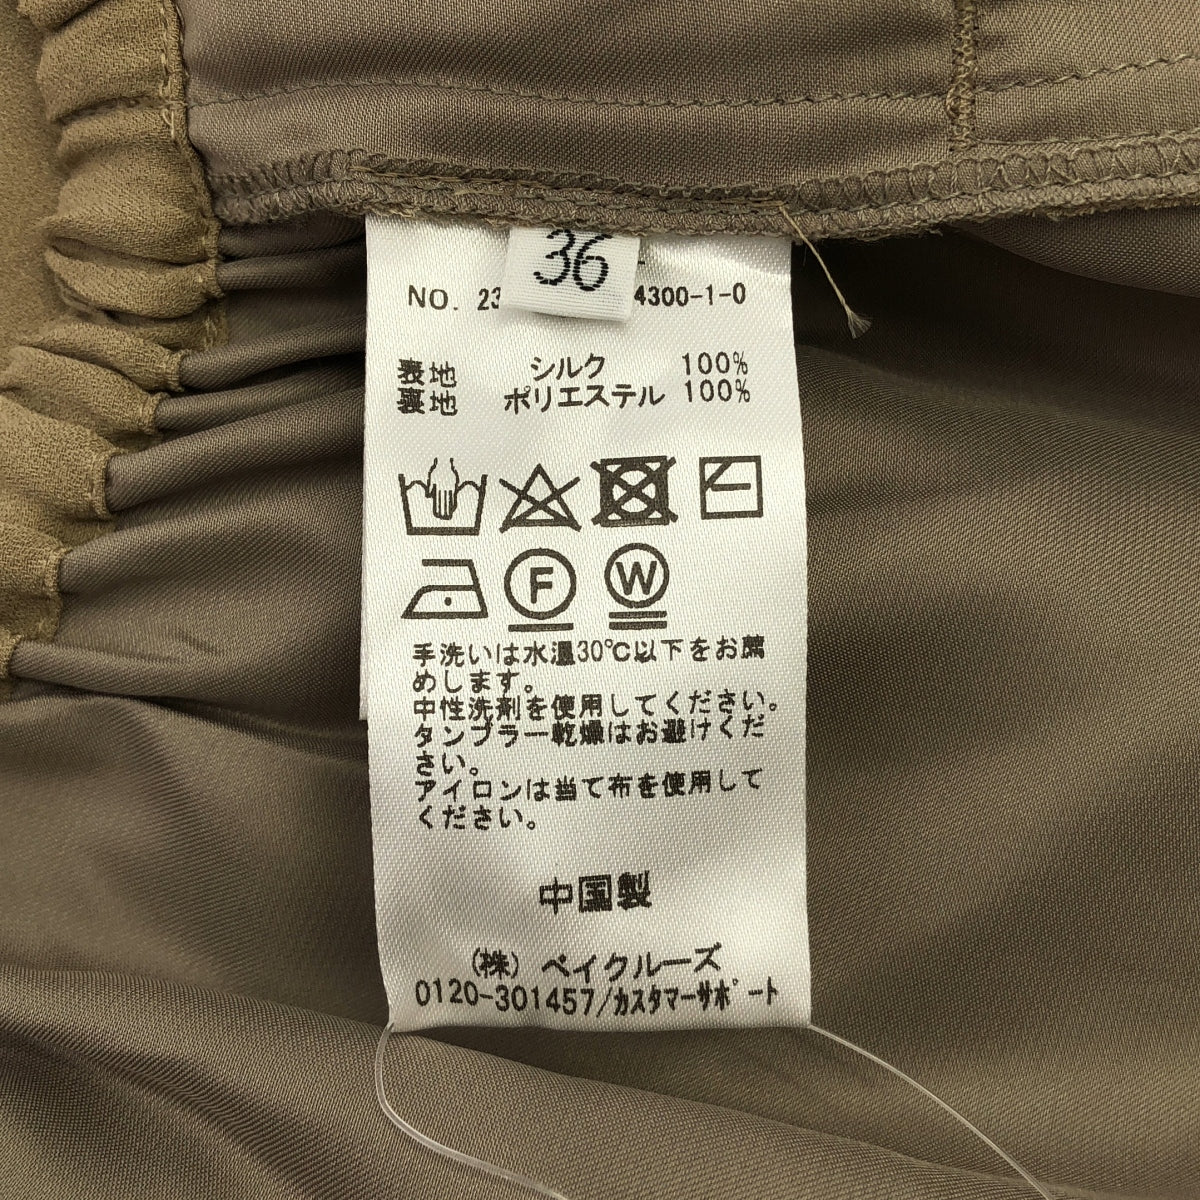 36
NO. 23 4300-1-0
表地 シルク 100%
裏地 ポリエステル 100%
F W
手洗いは水温30℃以下をお薦
めします。
中性洗剤を使用してください。
タンブラー乾燥はお避けくだ
さい。
アイロンは当て布を使用して
ください。
中国製
(株) ベイクルーズ
0120-301457/カスタマーサポート